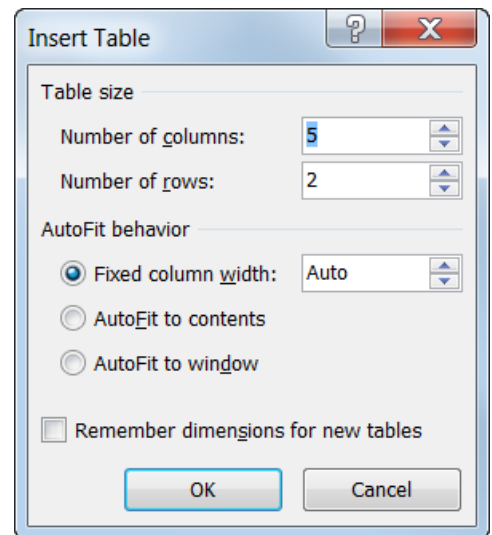 Insert Table
Table size
Number of columns: 5
Number of rows: 2
AutoFit behavior
Fixed column width: Auto
AutoFit to contents
AutoFit to window
Remember dimensions for new tables
OK Cancel